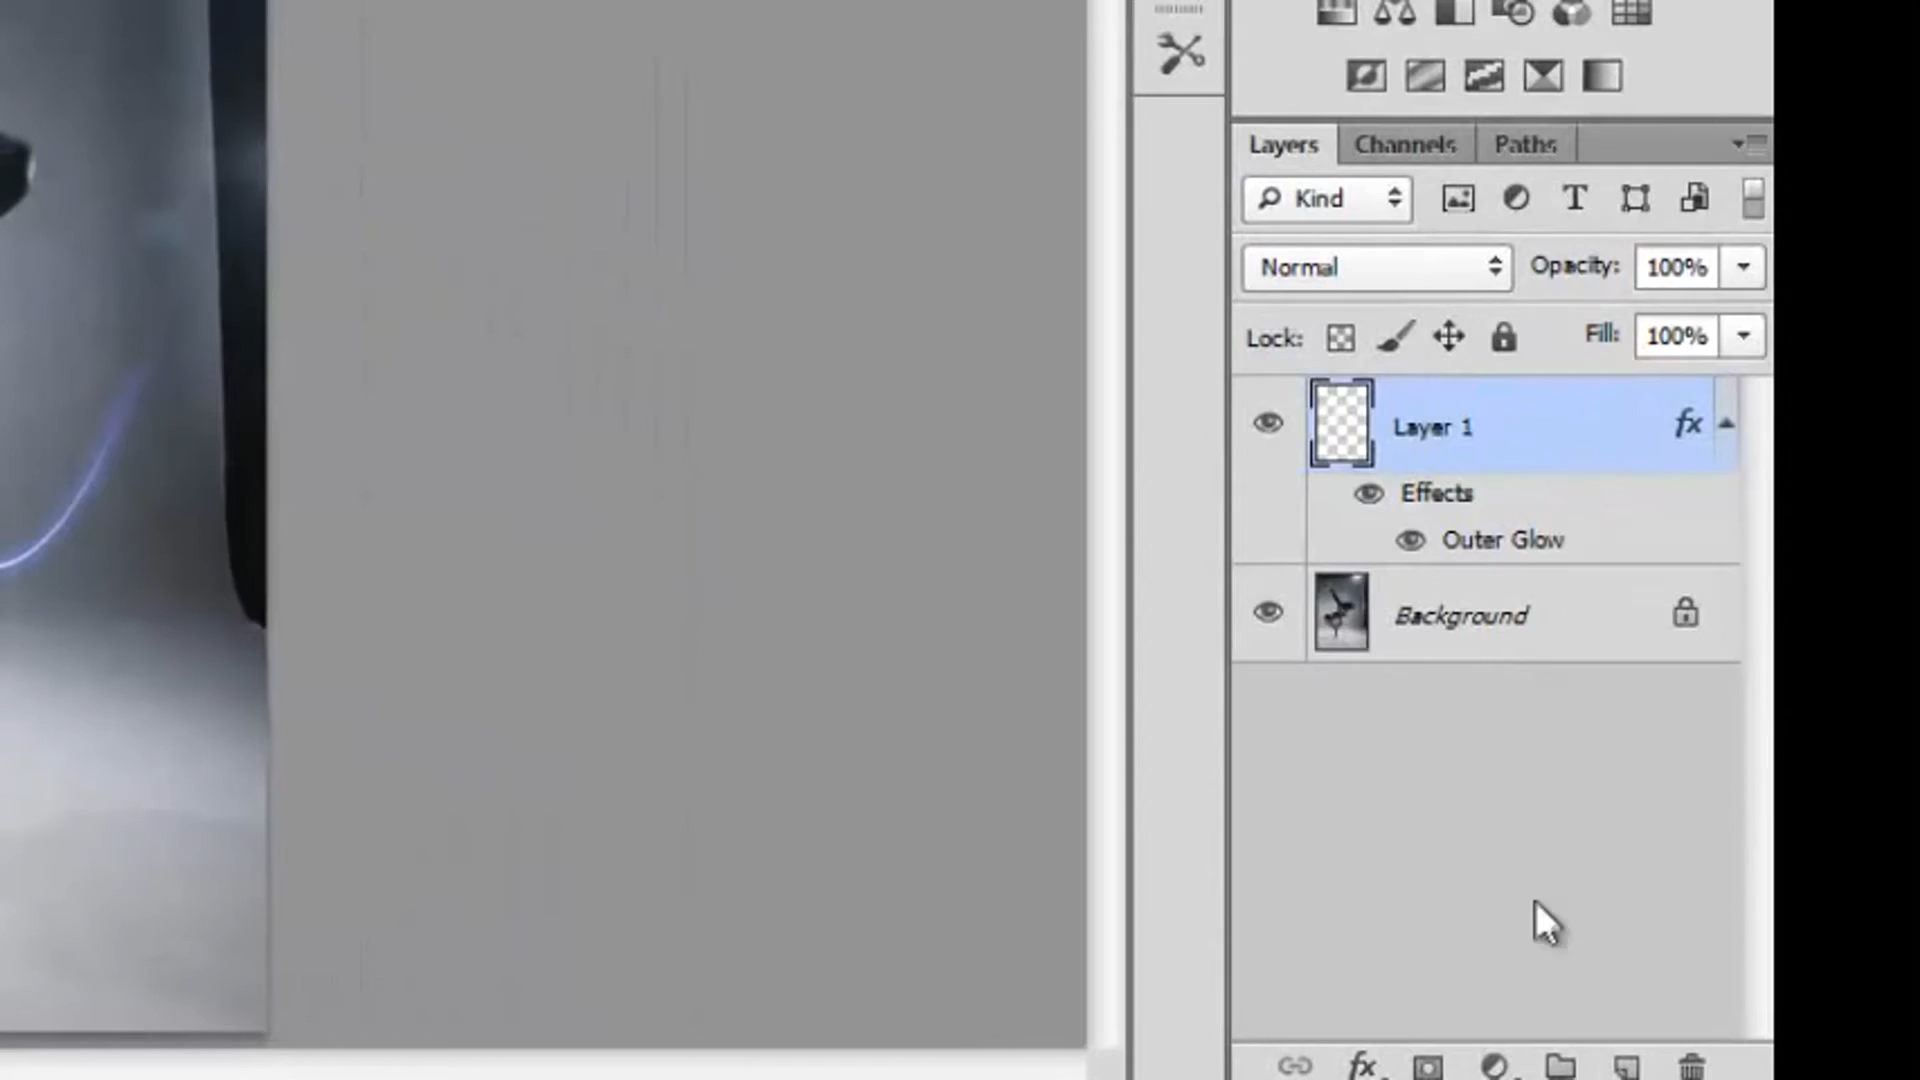 Layers Channels Paths
Kind
Normal Opacity: 100%
Lock: Fill: 100%
Layer 1 fx
Effects
Outer Glow
Background
fx